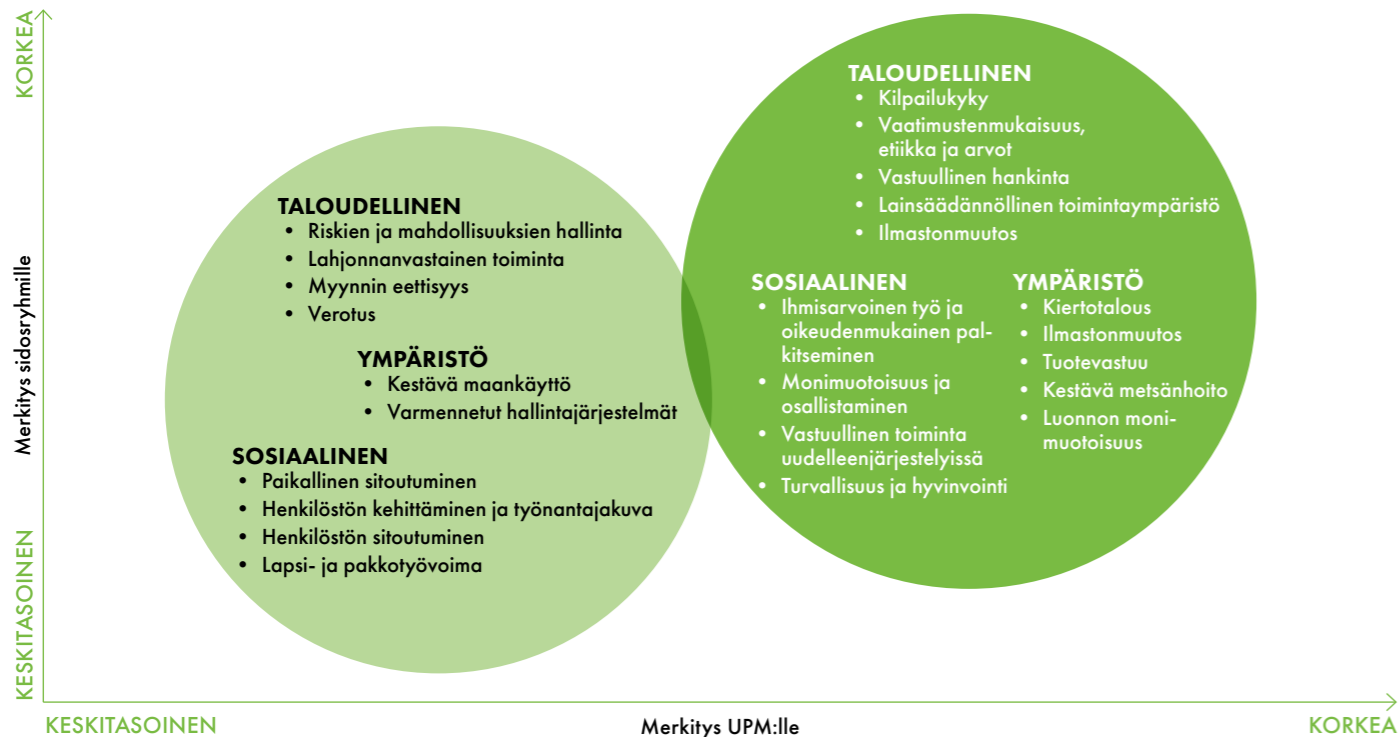 KORKEA
Merkitys sidosryhmille
KESKITASOINEN
TALOUDELLINEN
• Riskien ja mahdollisuuksien hallinta
• Lahjonnanvastainen toiminta
• Myynnin eettisyys
• Verotus
YMPÄRISTÖ
• Kestävä maankäyttö
• Varmennetut hallintajärjestelmät
SOSIAALINEN
• Paikallinen sitoutuminen
• Henkilöstön kehittäminen ja työnantajakuva
• Henkilöstön sitoutuminen
• Lapsi- ja pakkotyövoima
TALOUDELLINEN
• Kilpailukyky
• Vaatimustenmukaisuus,
etiikka ja arvot
• Vastuullinen hankinta
• Lainsäädännöllinen toimintaympäristö
• Ilmastonmuutos
SOSIAALINEN
• Ihmisarvoinen työ ja
oikeudenmukainen pal-
kitseminen
• Monimuotoisuus ja
osallistaminen
• Vastuullinen toiminta
uudelleenjärjestelyissä
• Turvallisuus ja hyvinvointi
YMPÄRISTÖ
• Kiertotalous
• Ilmastonmuutos
• Tuotevastuu
• Kestävä metsänhoito
• Luonnon moni-
muotoisuus
KESKITASOINEN
Merkitys UPM:lle
KORKEA